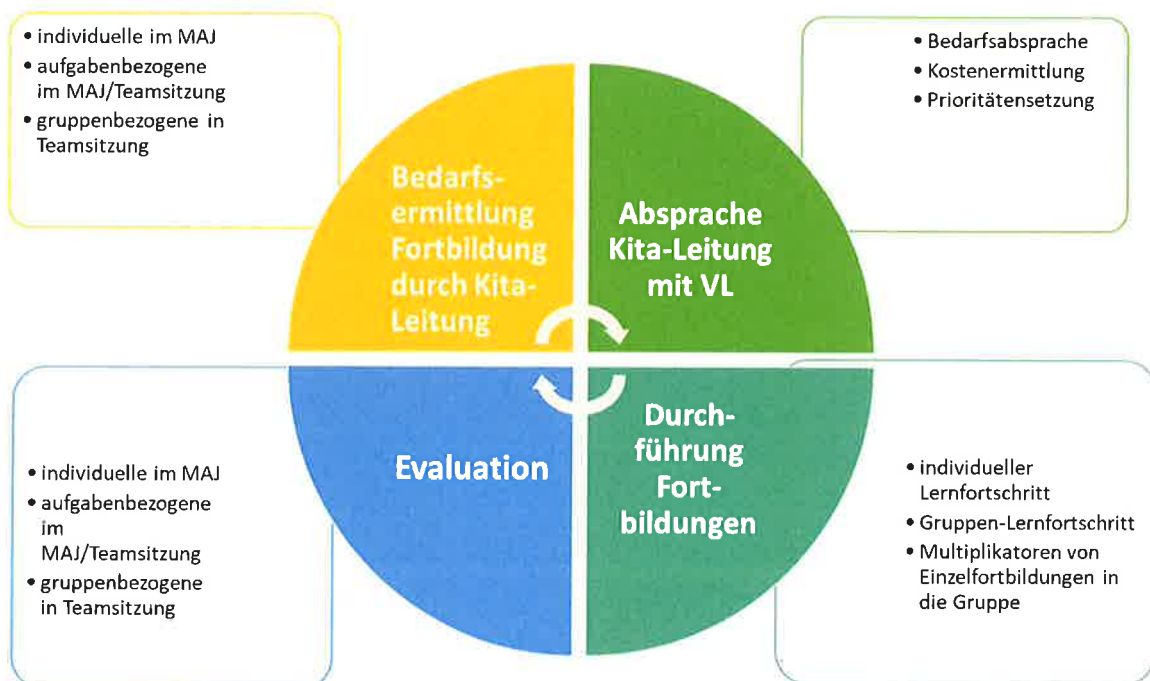 • individuelle im MAJ
• aufgabenbezogene
im MAJ/Teamsitzung
• gruppenbezogene in
Teamsitzung
• Bedarfsabsprache
• Kostenermittlung
• Prioritätensetzung
Bedarfs-
ermittlung
Fortbildung
durch Kita-
Leitung
Absprache
Kita-Leitung
mit VL
Evaluation
Durch-
führung
Fort-
bildungen
• individuelle im MAJ
• aufgabenbezogene
im
MAJ/Teamsitzung
• gruppenbezogene
in Teamsitzung
• individueller
Lernfortschritt
• Gruppen-Lernfortschritt
• Multiplikatoren von
Einzelfortbildungen in
die Gruppe